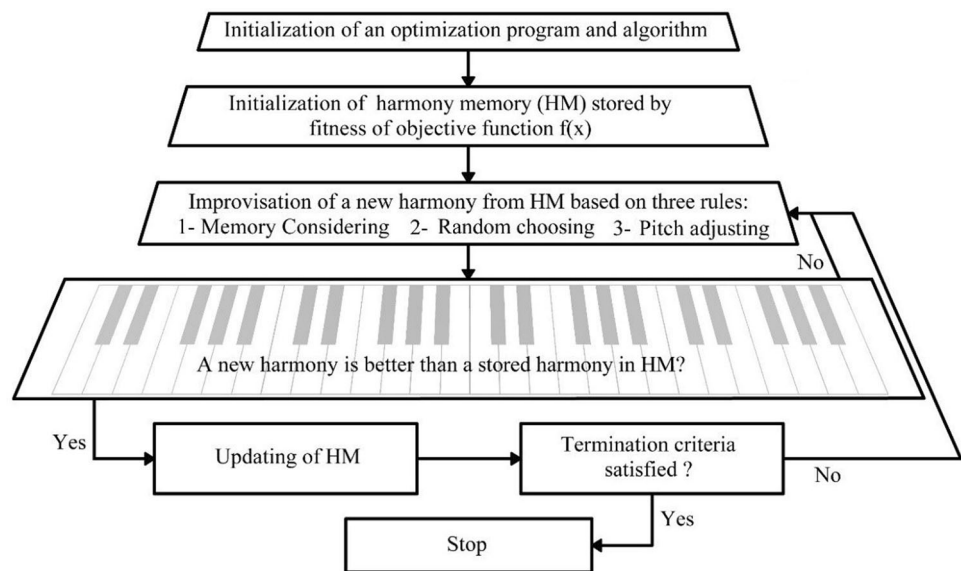 Initialization of an optimization program and algorithm
Initialization of harmony memory (HM) stored by
fitness of objective function f(x)
Improvisation of a new harmony from HM based on three rules:
1- Memory Considering 2- Random choosing 3- Pitch adjusting
No
A new harmony is better than a stored harmony in HM?
Yes
Updating of HM
Termination criteria
satisfied ?
No
Yes
Stop